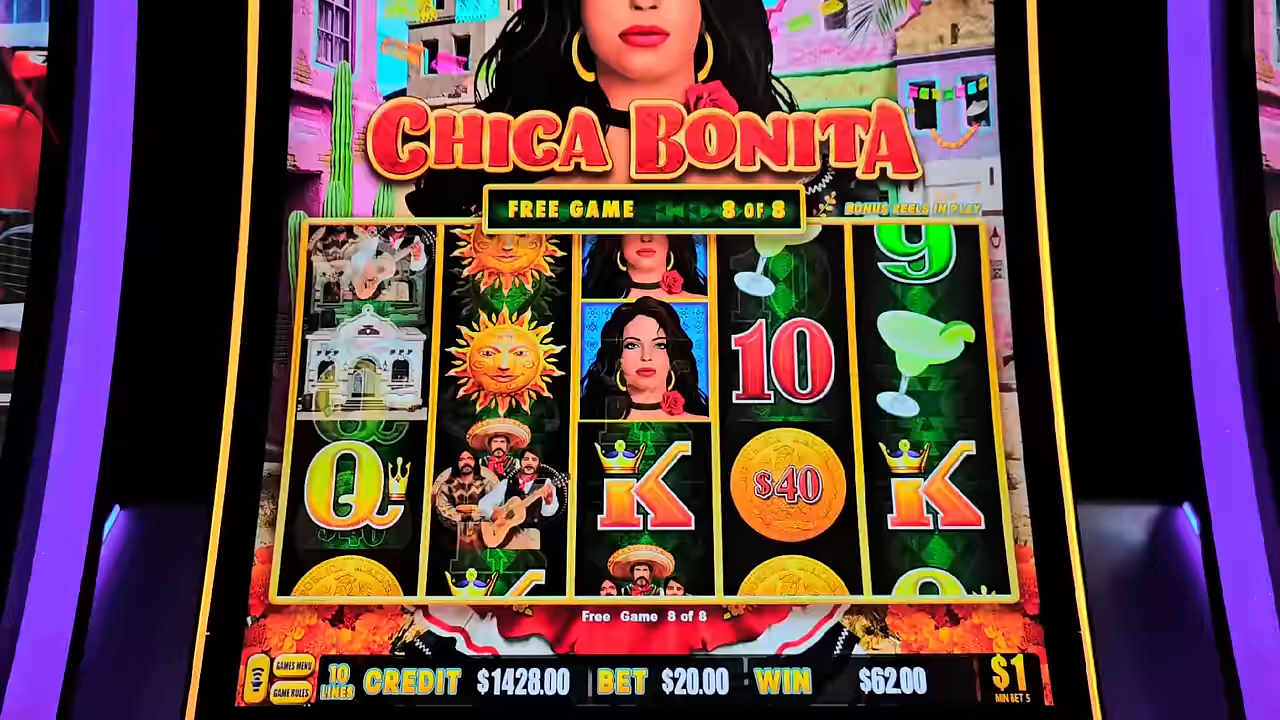 CHICA BONITA
FREE GAME 8 OF 8
BONUS REELS IN PLAY
9
10
Q
K
$40
K
Free Game 8 of 8
GAMES MENU
GAME RULES
10 LINES
CREDIT $1428.00 BET $20.00 WIN $62.00
$1
MIN BET 5